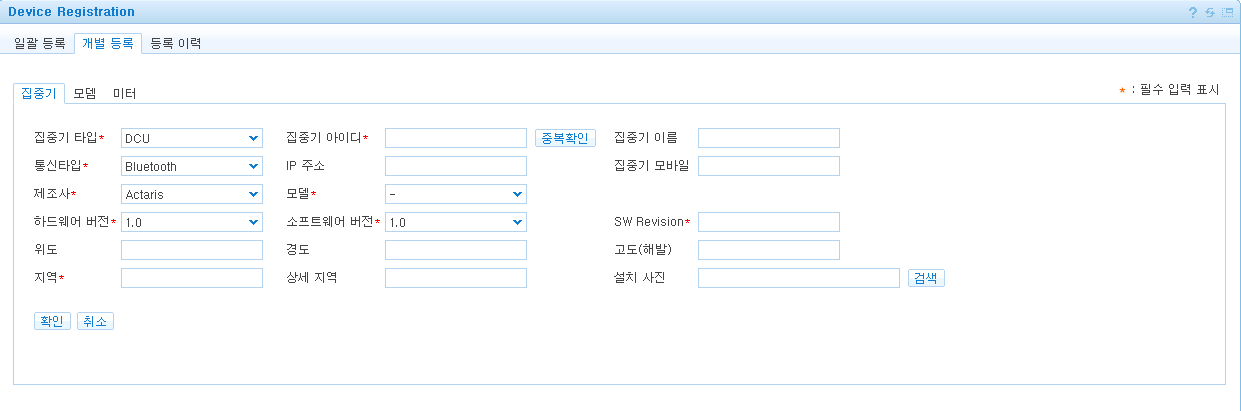 Device Registration
일괄 등록 개별 등록 등록 이력
집중기 모뎀 미터 * : 필수 입력 표시
집중기 타입* DCU 집중기 아이디* 중복확인 집중기 이름
통신타입* Bluetooth IP 주소 집중기 모바일
제조사* Actaris 모델* -
하드웨어 버전* 1.0 소프트웨어 버전* 1.0 SW Revision*
위도 경도 고도(해발)
지역* 상세 지역 설치 사진 검색
확인 취소